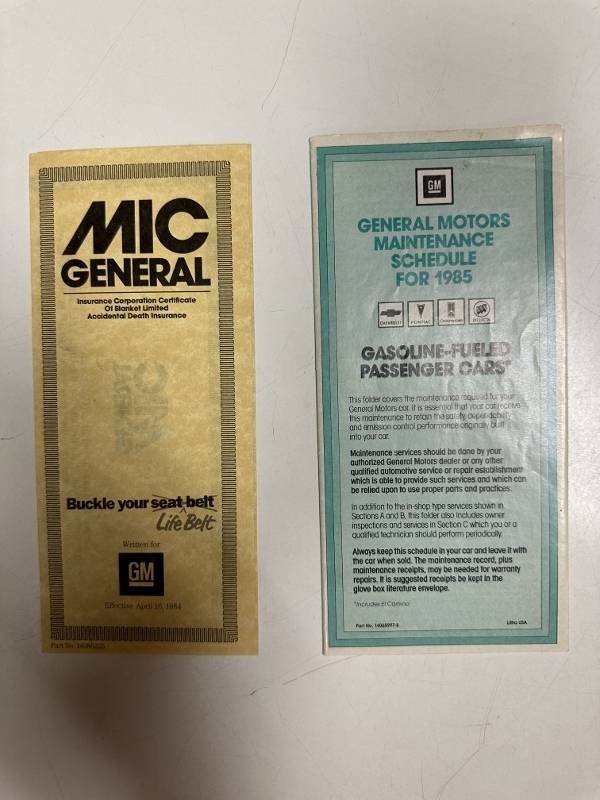 MIC
GENERAL
Insurance Corporation Certificate
Of Blanket Limited
Accidental Death Insurance
Buckle your seat belt
Life Belt
Written for
GM
Effective April 16, 1984
Part No.
GM
GENERAL MOTORS
MAINTENANCE
SCHEDULE
FOR 1985
CHEVROLET
PONTIAC
Oldsmobile
BUICK
GASOLINE-FUELED
PASSENGER CARS*
This folder covers the maintenance required for your
General Motors car. It is essential that your car receive
this maintenance to retain the safety, dependability
and emission control performance originally built
into your car.
Maintenance services should be done by your
authorized General Motors dealer or any other
qualified automotive service or repair establishment
which is able to provide such services and which can
be relied upon to use proper parts and practices.
In addition to the in-shop type services shown in
Sections A and B, this folder also includes owner
inspections and services in Section C which you or a
qualified technician should perform periodically.
Always keep this schedule in your car and leave it with
the car when sold. The maintenance record, plus
maintenance receipts, may be needed for warranty
repairs. It is suggested receipts be kept in the
glove box literature envelope.
*Includes El Camino
Part No.
Litho USA